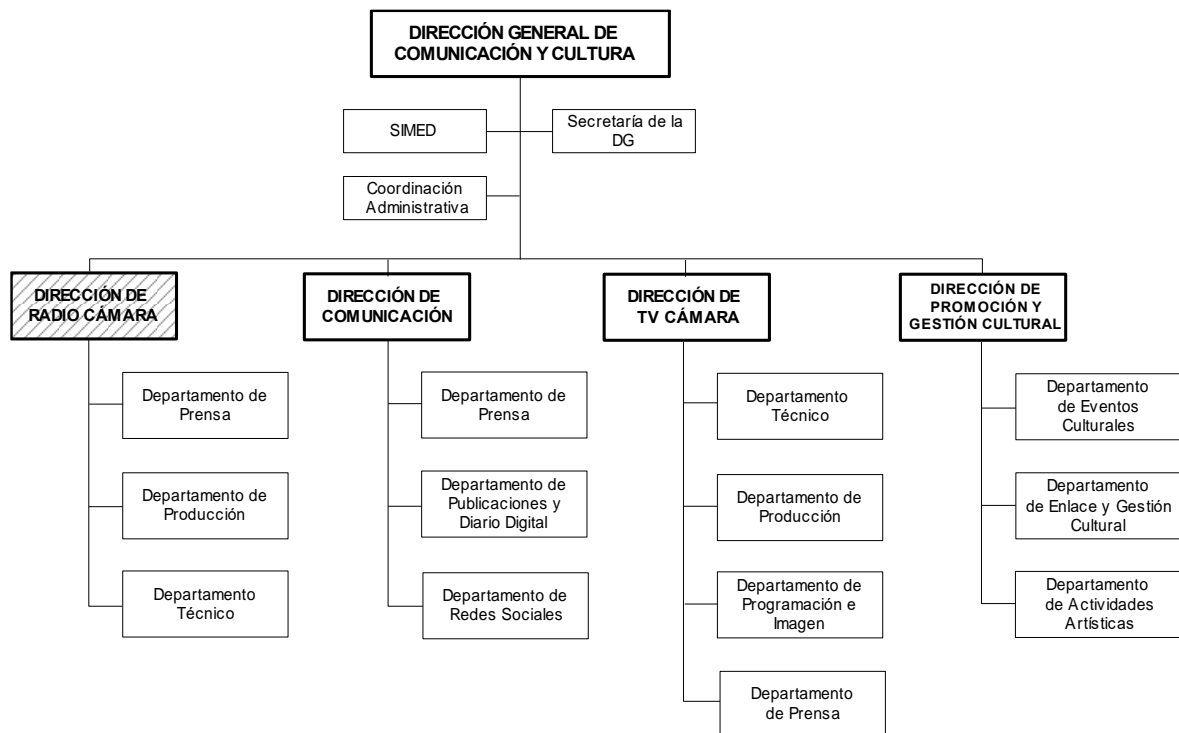 DIRECCIÓN GENERAL DE
COMUNICACIÓN Y CULTURA
SIMED
Secretaría de la
DG
Coordinación
Administrativa
DIRECCIÓN DE
RADIO CÁMARA
DIRECCIÓN DE
COMUNICACIÓN
DIRECCIÓN DE
TV CÁMARA
DIRECCIÓN DE
PROMOCIÓN Y
GESTIÓN CULTURAL
Departamento de
Prensa
Departamento de
Producción
Departamento
Técnico
Departamento de
Prensa
Departamento de
Publicaciones y
Diario Digital
Departamento de
Redes Sociales
Departamento
Técnico
Departamento de
Producción
Departamento de
Programación e
Imagen
Departamento
de Prensa
Departamento
de Eventos
Culturales
Departamento
de Enlace y Gestión
Cultural
Departamento
de Actividades
Artísticas